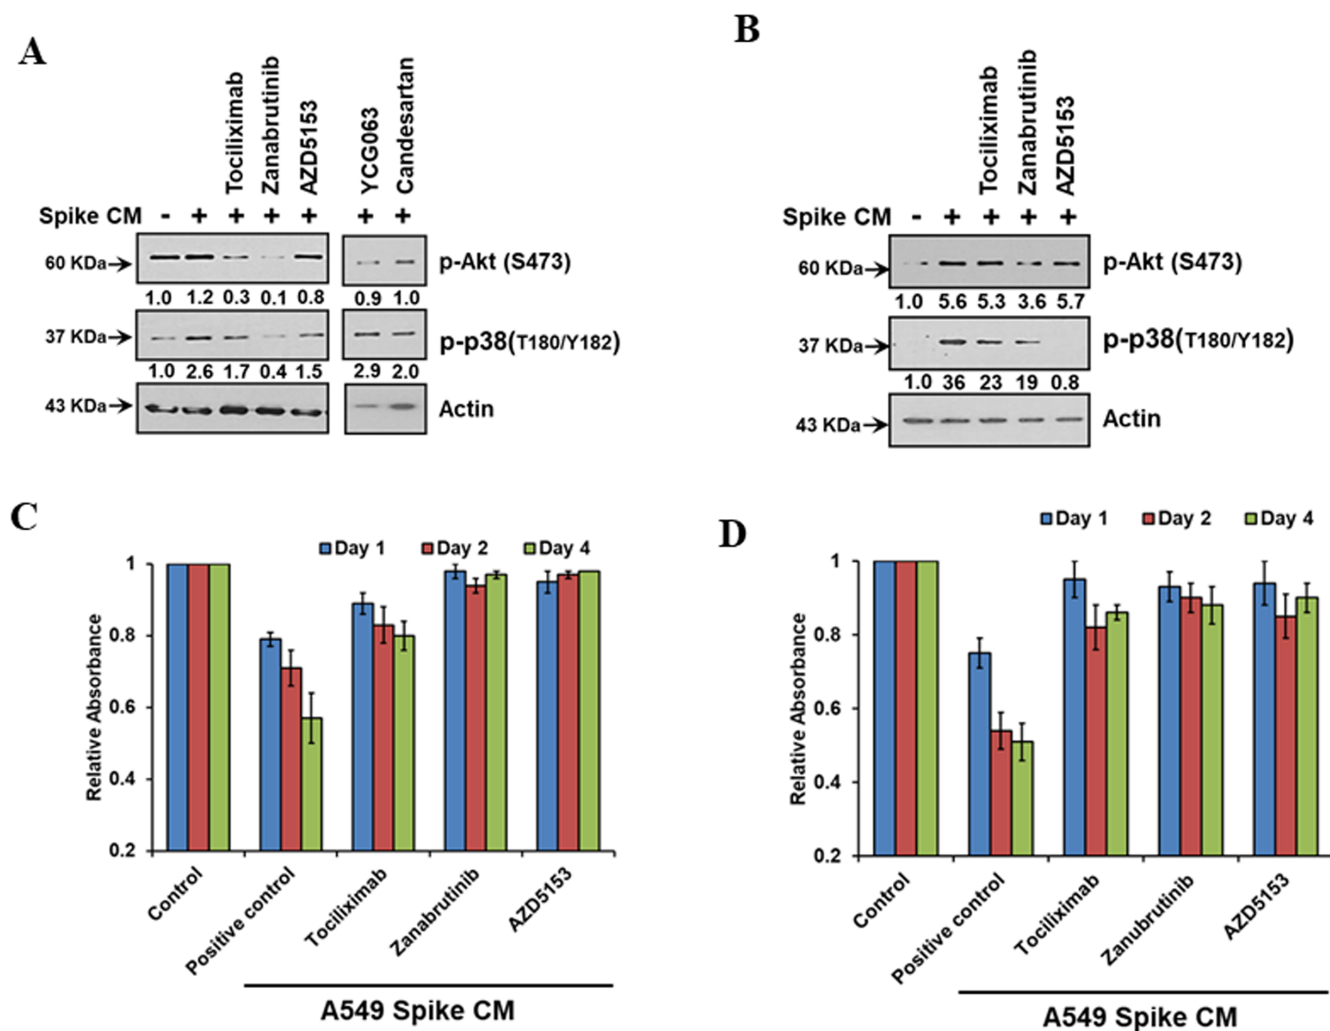 A
Tociliximab
Zanabrutinib
AZD5153
YCG063
Candesartan
Spike CM - + + + + + +
60 KDa p-Akt (S473)
1.0 1.2 0.3 0.1 0.8 0.9 1.0
37 KDa p-p38(T180/Y182)
1.0 2.6 1.7 0.4 1.5 2.9 2.0
43 KDa Actin
B
Tociliximab
Zanabrutinib
AZD5153
Spike CM - + + + +
60 KDa p-Akt (S473)
1.0 5.6 5.3 3.6 5.7
37 KDa p-p38(T180/Y182)
1.0 36 23 19 0.8
43 KDa Actin
C
Day 1 Day 2 Day 4
Relative Absorbance
1
0.8
0.6
0.4
0.2
Control
Positive control
Tociliximab
Zanabrutinib
AZD5153
A549 Spike CM
D
Day 1 Day 2 Day 4
Relative Absorbance
1
0.8
0.6
0.4
0.2
Control
Positive control
Tociliximab
Zanubrutinib
AZD5153
A549 Spike CM